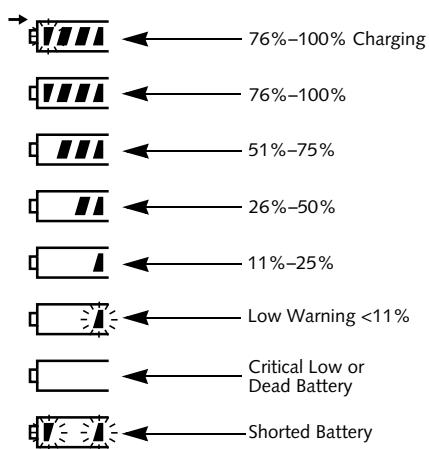 76%–100% Charging
76%–100%
51%–75%
26%–50%
11%–25%
Low Warning <11%
Critical Low or
Dead Battery
Shorted Battery